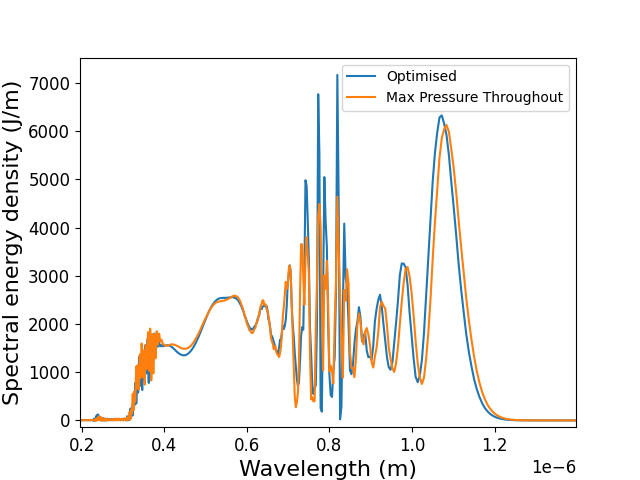 Optimised
Max Pressure Throughout
Spectral energy density (J/m)
7000
6000
5000
4000
3000
2000
1000
0
0.2 0.4 0.6 0.8 1.0 1.2
1e−6
Wavelength (m)